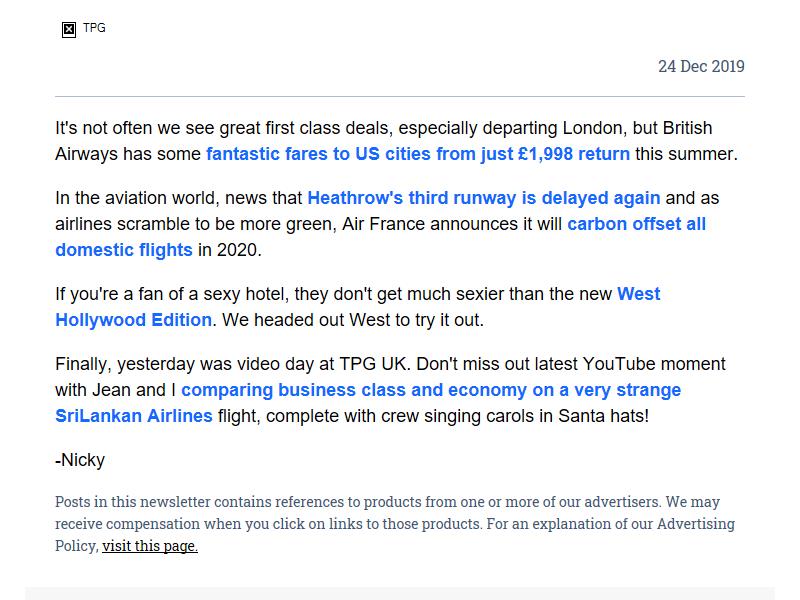 TPG
24 Dec 2019
It's not often we see great first class deals, especially departing London, but British
Airways has some fantastic fares to US cities from just £1,998 return this summer.
In the aviation world, news that Heathrow's third runway is delayed again and as
airlines scramble to be more green, Air France announces it will carbon offset all
domestic flights in 2020.
If you're a fan of a sexy hotel, they don't get much sexier than the new West
Hollywood Edition. We headed out West to try it out.
Finally, yesterday was video day at TPG UK. Don't miss out latest YouTube moment
with Jean and I comparing business class and economy on a very strange
SriLankan Airlines flight, complete with crew singing carols in Santa hats!
-Nicky
Posts in this newsletter contains references to products from one or more of our advertisers. We may
receive compensation when you click on links to those products. For an explanation of our Advertising
Policy, visit this page.